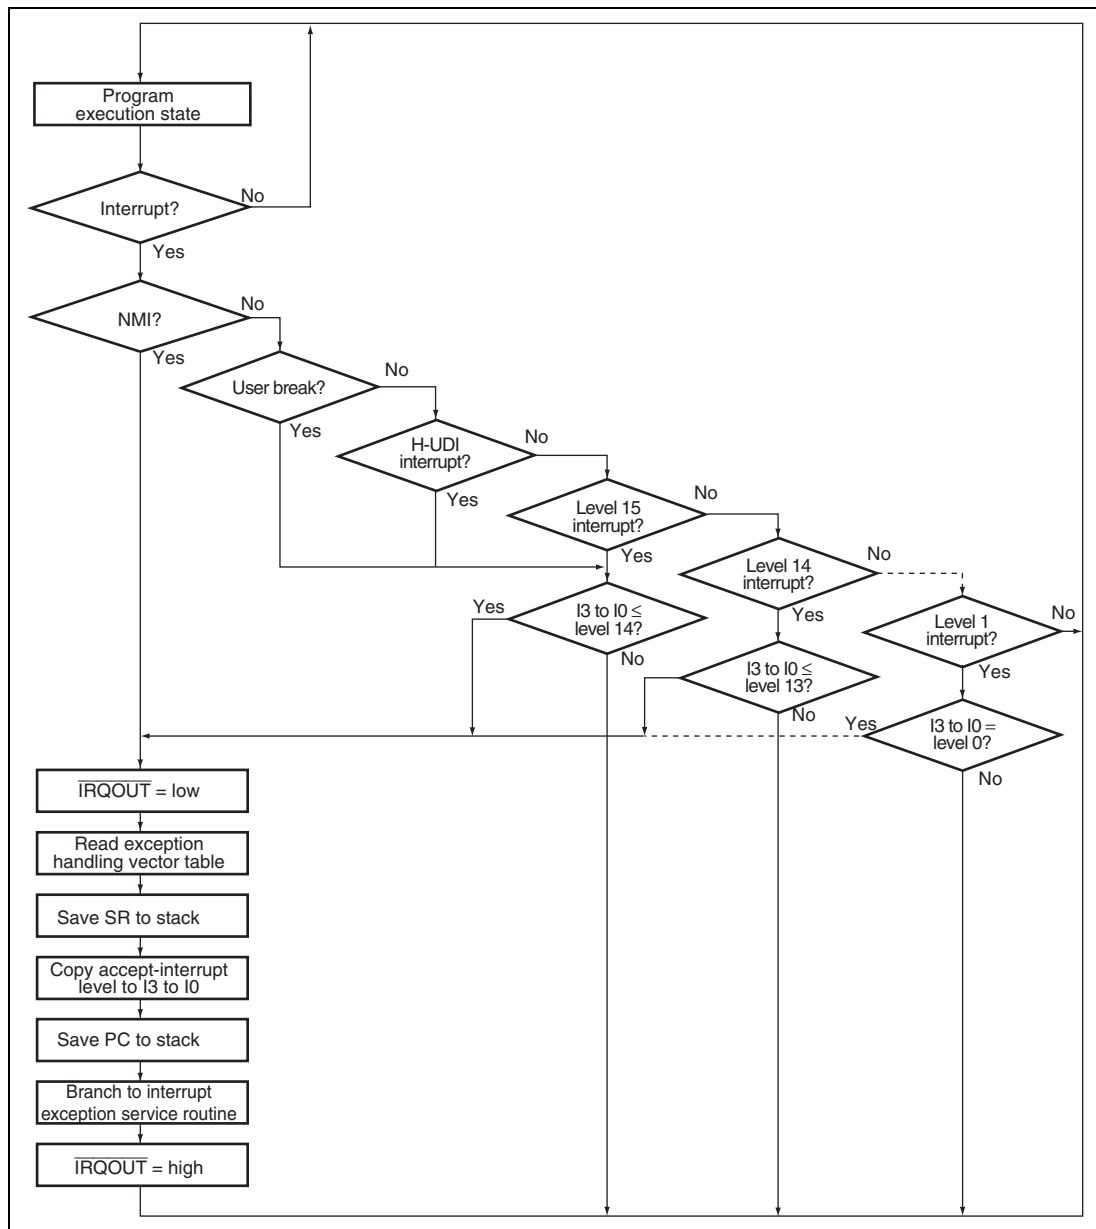 Program
execution state
No
Interrupt?
Yes
No
NMI?
Yes
No
User break?
Yes
No
H-UDI
interrupt?
Yes
No
Level 15
interrupt?
Yes
No
Level 14
interrupt?
Yes
No
Level 1
interrupt?
Yes
Yes
I3 to I0 ≦
level 14?
No
I3 to I0 ≦
level 13?
No
Yes
I3 to I0 =
level 0?
No
IRQOUT = low
Read exception
handling vector table
Save SR to stack
Copy accept-interrupt
level to I3 to I0
Save PC to stack
Branch to interrupt
exception service routine
IRQOUT = high